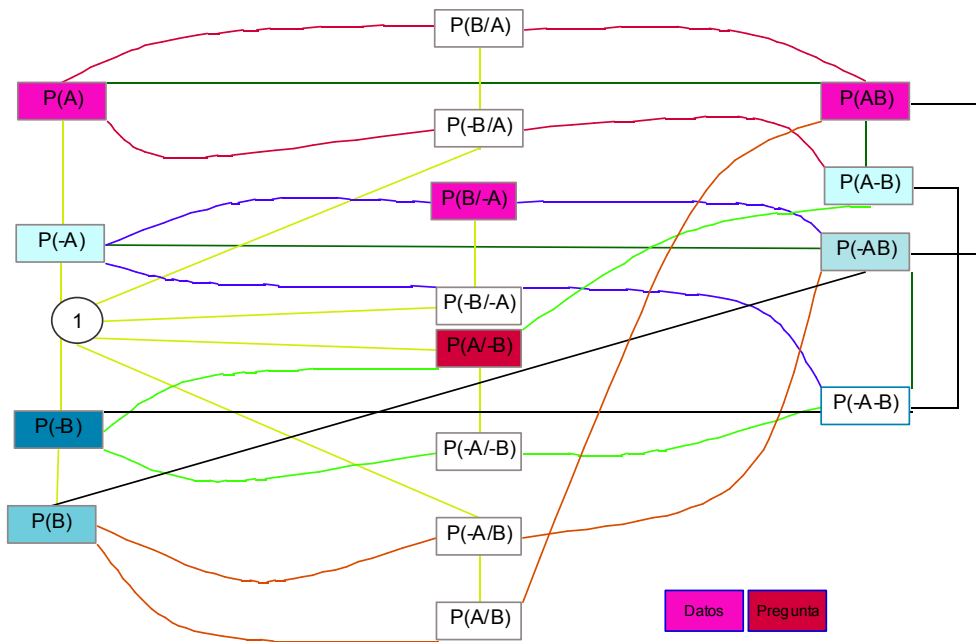 P(B/A)
P(A)
P(AB)
P(-B/A)
P(A-B)
P(B/-A)
P(-A)
P(-AB)
P(-B/-A)
1
P(A/-B)
P(-A-B)
P(-B)
P(-A/-B)
P(B)
P(-A/B)
P(A/B)
Datos
Pregunta